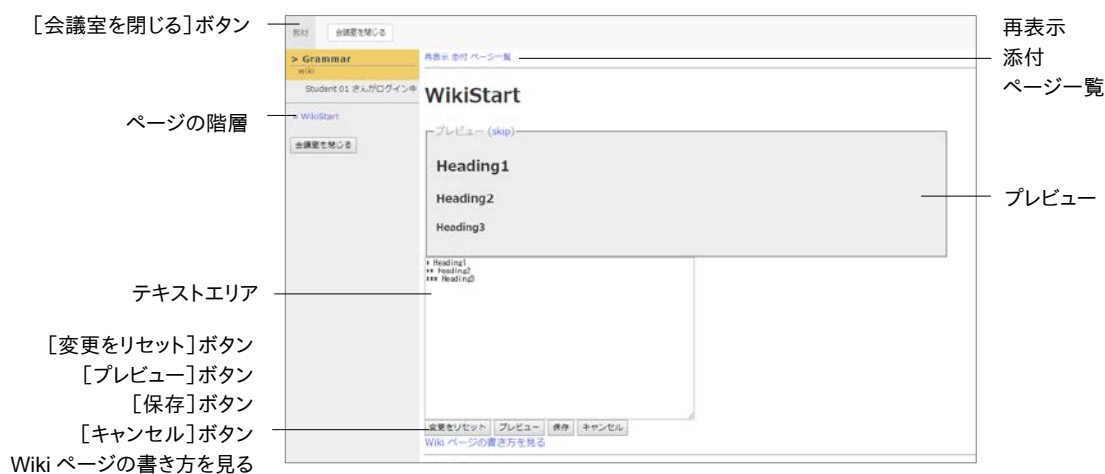 [会議室を閉じる]ボタン
教材 会議室を閉じる
再表示
添付
ページ一覧
> Grammar
wiki
再表示 添付 ページ一覧
Student 01 さんがログイン中
WikiStart
ページの階層
» WikiStart
会議室を閉じる
プレビュー (skip)
Heading1
Heading2
Heading3
プレビュー
* Heading1
** Heading2
*** Heading3
テキストエリア
[変更をリセット]ボタン
[プレビュー]ボタン
[保存]ボタン
[キャンセル]ボタン
Wiki ページの書き方を見る
変更をリセット プレビュー 保存 キャンセル
Wiki ページの書き方を見る